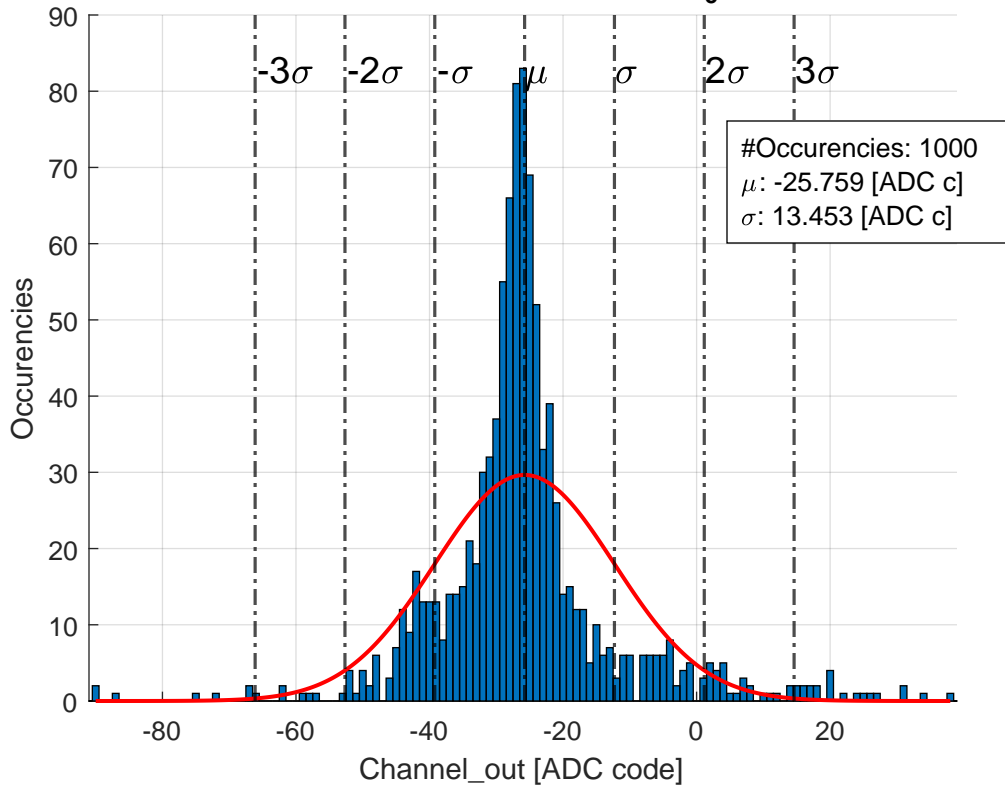 90
80
70
60
50
40
30
20
10
0
Occurencies
-3σ -2σ -σ μ σ 2σ 3σ
#Occurencies: 1000
μ: -25.759 [ADC c]
σ: 13.453 [ADC c]
-80 -60 -40 -20 0 20
Channel_out [ADC code]